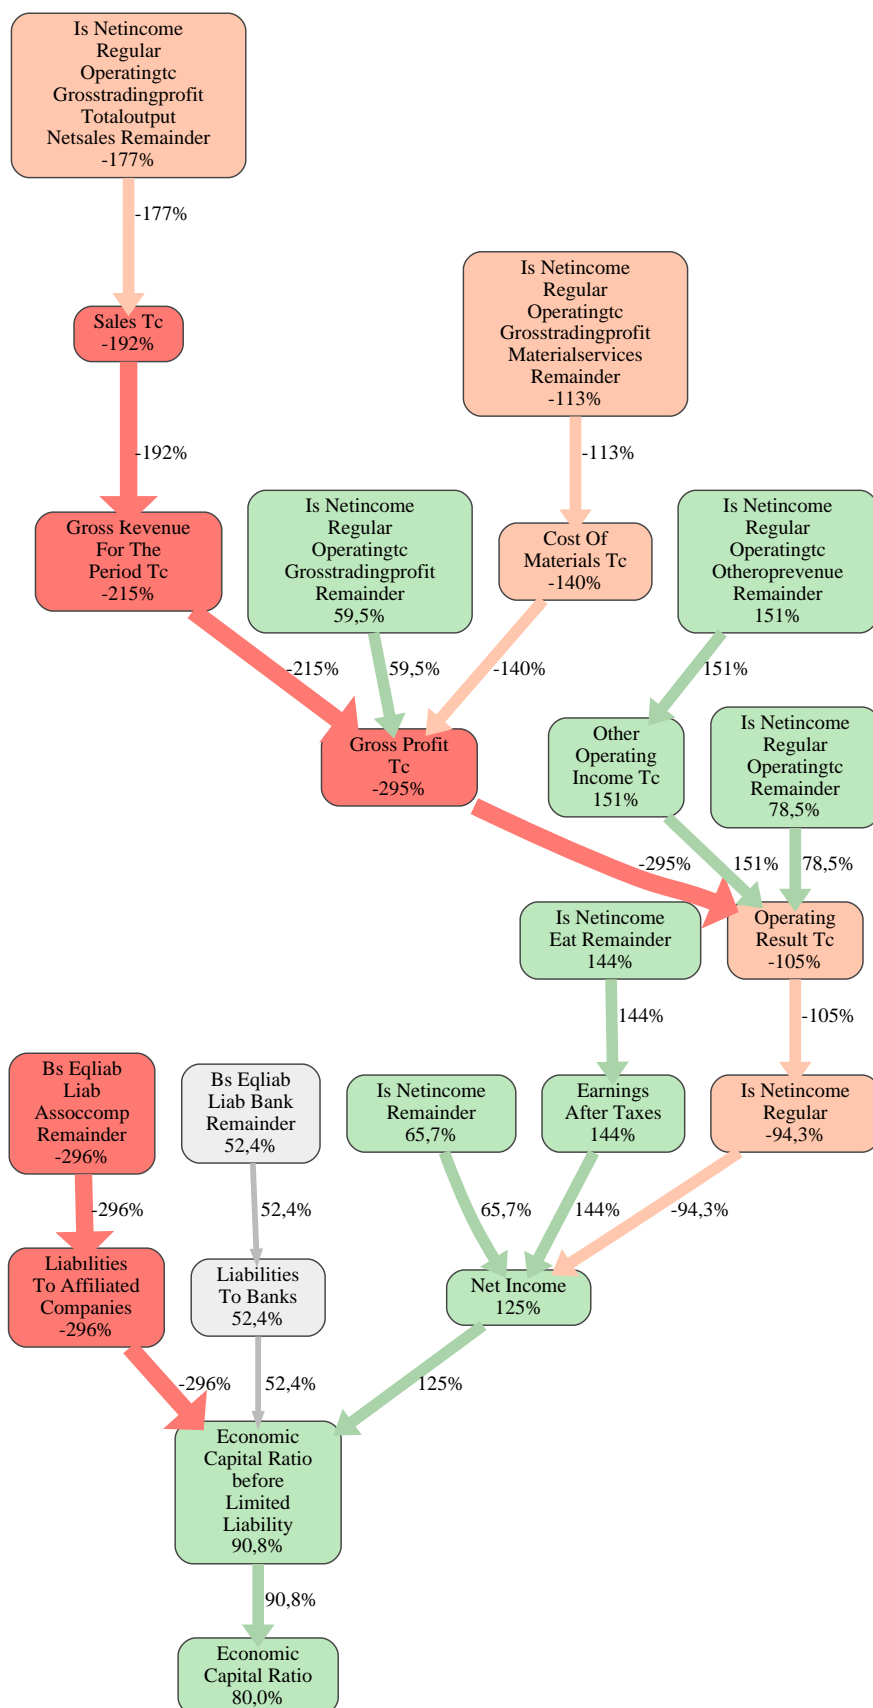 Is Netincome
Regular
Operatingtc
Grosstradingprofit
Totaloutput
Netsales Remainder
-177%
-177%
Sales Tc
-192%
Is Netincome
Regular
Operatingtc
Grosstradingprofit
Materialservices
Remainder
-113%
-192%
-113%
Gross Revenue
For The
Period Tc
-215%
Is Netincome
Regular
Operatingtc
Grosstradingprofit
Remainder
59,5%
Cost Of
Materials Tc
-140%
Is Netincome
Regular
Operatingtc
Otheroprevenue
Remainder
151%
-215%
59,5%
-140%
151%
Gross Profit
Tc
-295%
Other
Operating
Income Tc
151%
Is Netincome
Regular
Operatingtc
Remainder
78,5%
-295%
151%
78,5%
Is Netincome
Eat Remainder
144%
Operating
Result Tc
-105%
144%
-105%
Bs Eqliab
Liab
Assoccomp
Remainder
-296%
Bs Eqliab
Liab Bank
Remainder
52,4%
Is Netincome
Remainder
65,7%
Earnings
After Taxes
144%
Is Netincome
Regular
-94,3%
-296%
52,4%
65,7%
144%
-94,3%
Liabilities
To Affiliated
Companies
-296%
Liabilities
To Banks
52,4%
Net Income
125%
-296%
52,4%
125%
Economic
Capital Ratio
before
Limited
Liability
90,8%
90,8%
Economic
Capital Ratio
80,0%